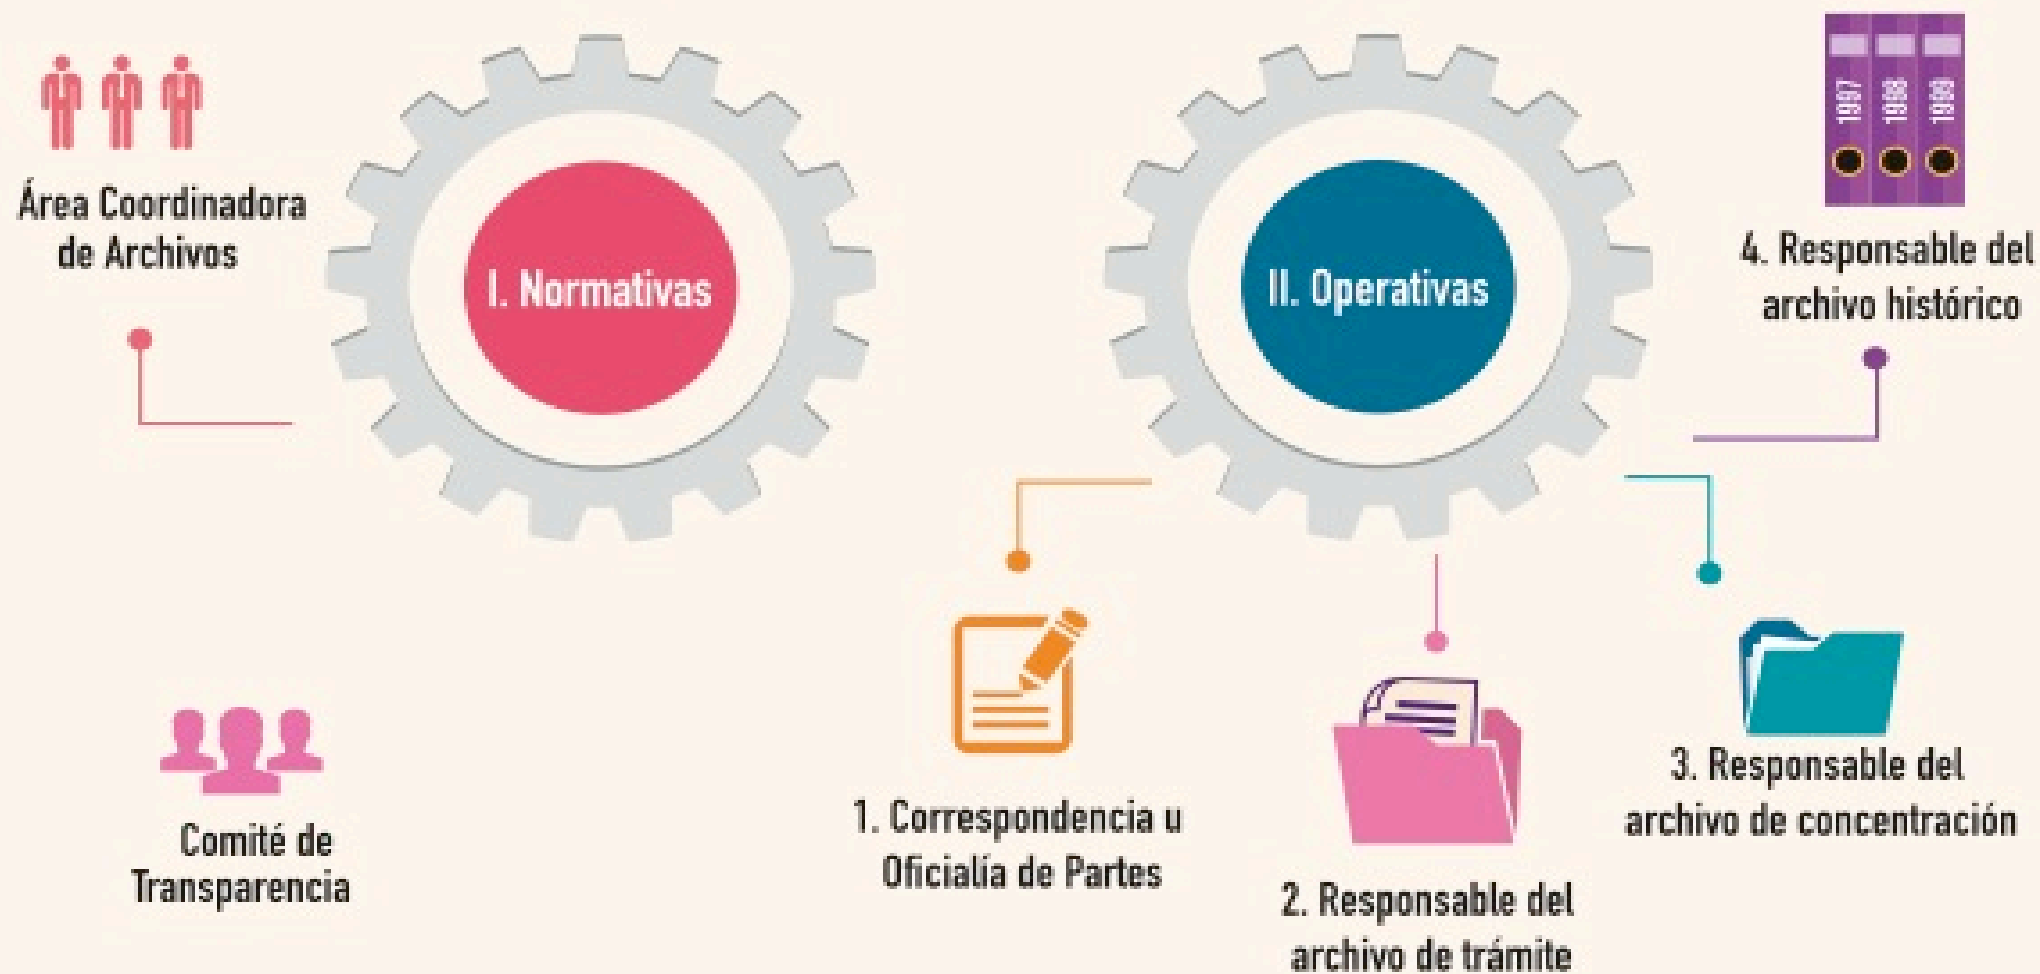 Área Coordinadora
de Archivos
I. Normativas
Comité de
Transparencia
II. Operativas
1. Correspondencia u
Oficialía de Partes
2. Responsable del
archivo de trámite
3. Responsable del
archivo de concentración
1997
1998
1999
4. Responsable del
archivo histórico